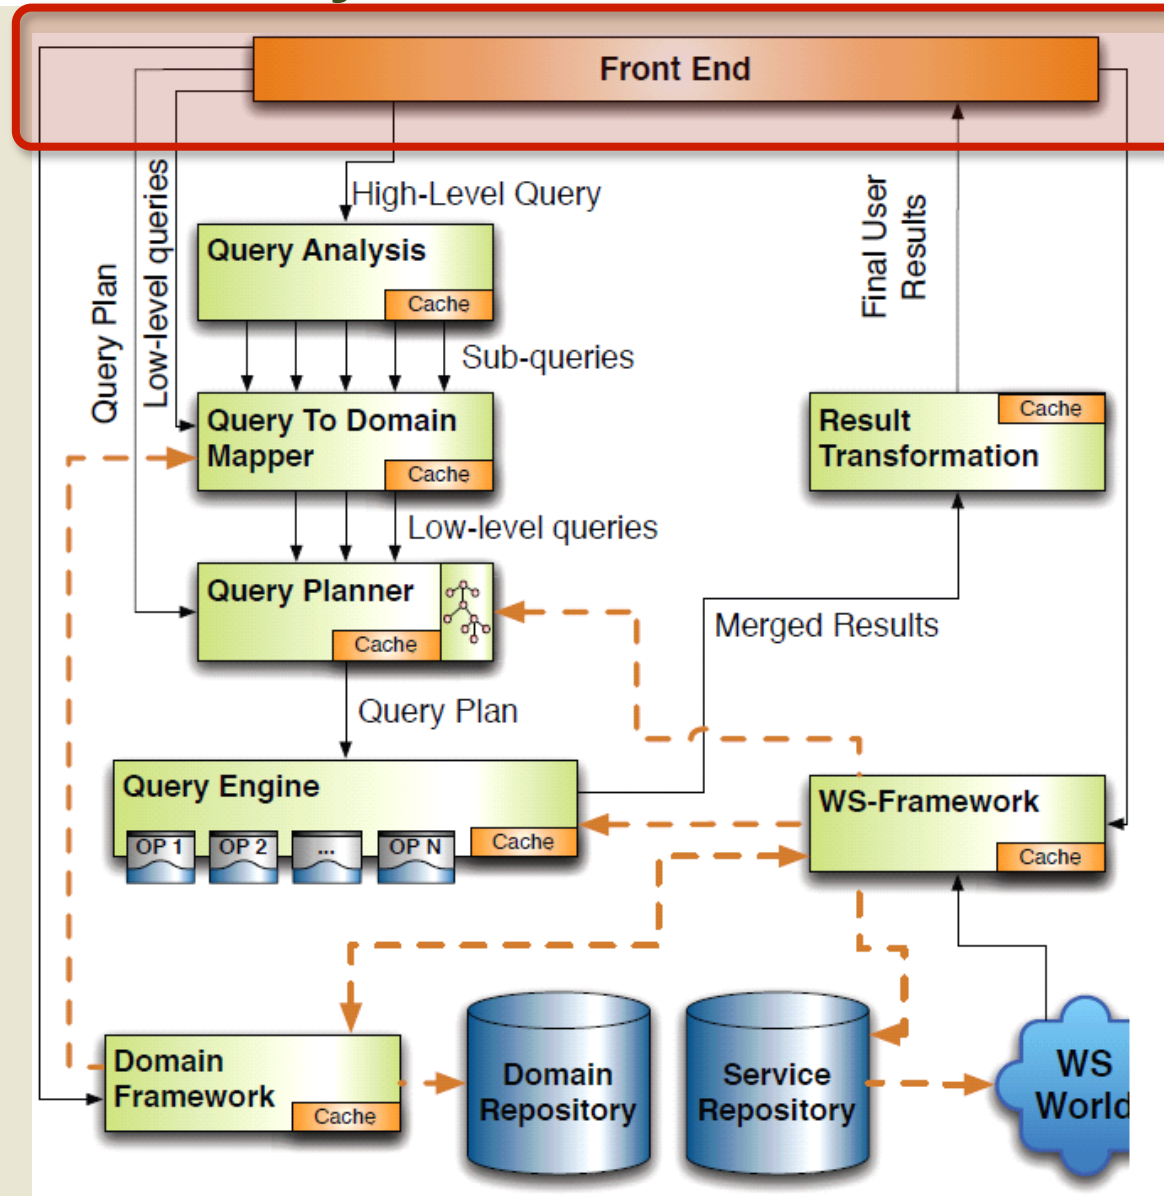 Front End
High-Level Query
Query Analysis
Cache
Sub-queries
Query Plan
Low-level queries
Final User
Results
Query To Domain
Mapper
Cache
Cache
Result
Transformation
Low-level queries
Query Planner
Cache
Merged Results
Query Plan
Query Engine
OP 1
OP 2
...
OP N
Cache
WS-Framework
Cache
Domain
Framework
Cache
Domain
Repository
Service
Repository
WS
World